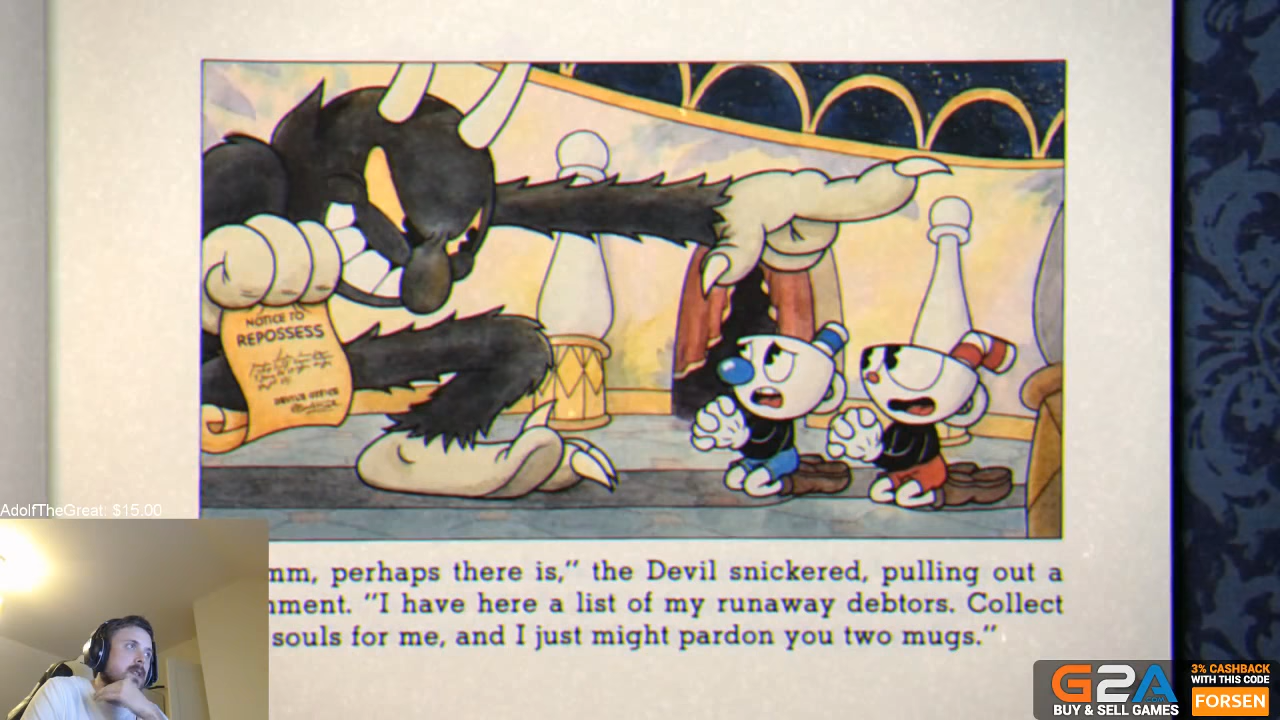 NOTICE TO
REPOSSESS
AdolfTheGreat: $15.00
mm, perhaps there is,” the Devil snickered, pulling out a
ment. “I have here a list of my runaway debtors. Collect
souls for me, and I just might pardon you two mugs.”
G2A
.COM
BUY & SELL GAMES
3% CASHBACK
WITH THIS CODE
FORSEN